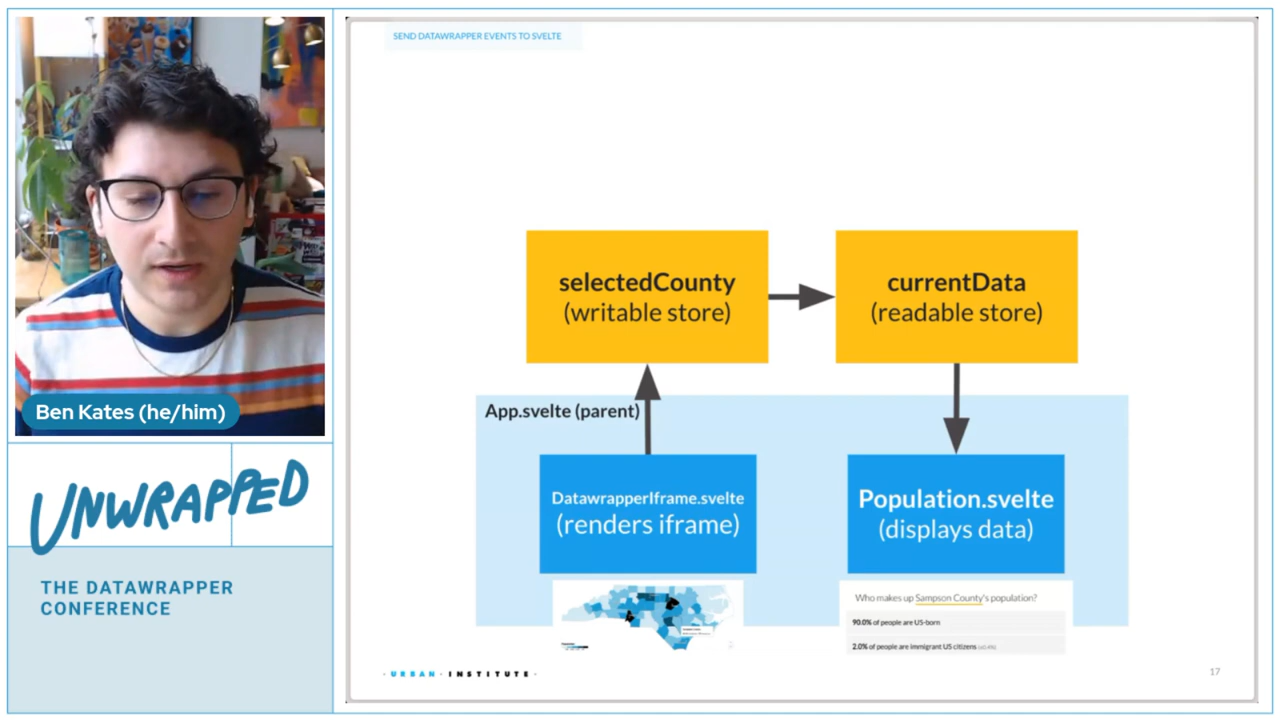 SEND DATAWRAPPER EVENTS TO SVELTE
selectedCounty
(writable store)
currentData
(readable store)
App.svelte (parent)
DatawrapperIframe.svelte
(renders iframe)
Population.svelte
(displays data)
Who makes up Sampson County's population?
90.0% of people are US-born
2.0% of people are immigrant US citizens
· URBAN · INSTITUTE ·
17
Ben Kates (he/him)
UNWRAPPED
THE DATAWRAPPER
CONFERENCE